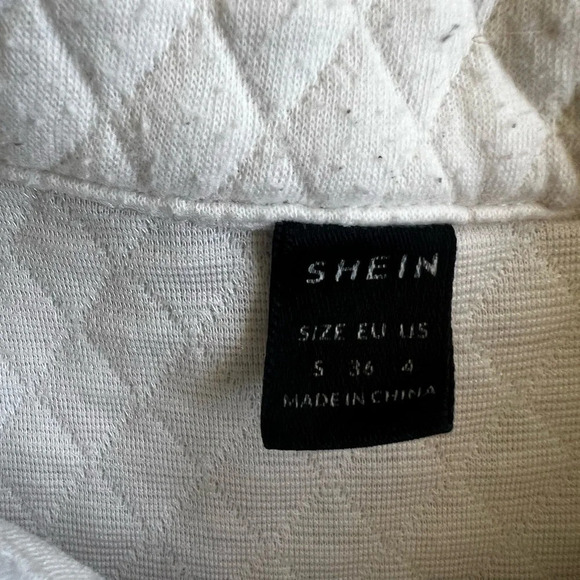 SHEIN
SIZE EU US
S 36 4
MADE IN CHINA